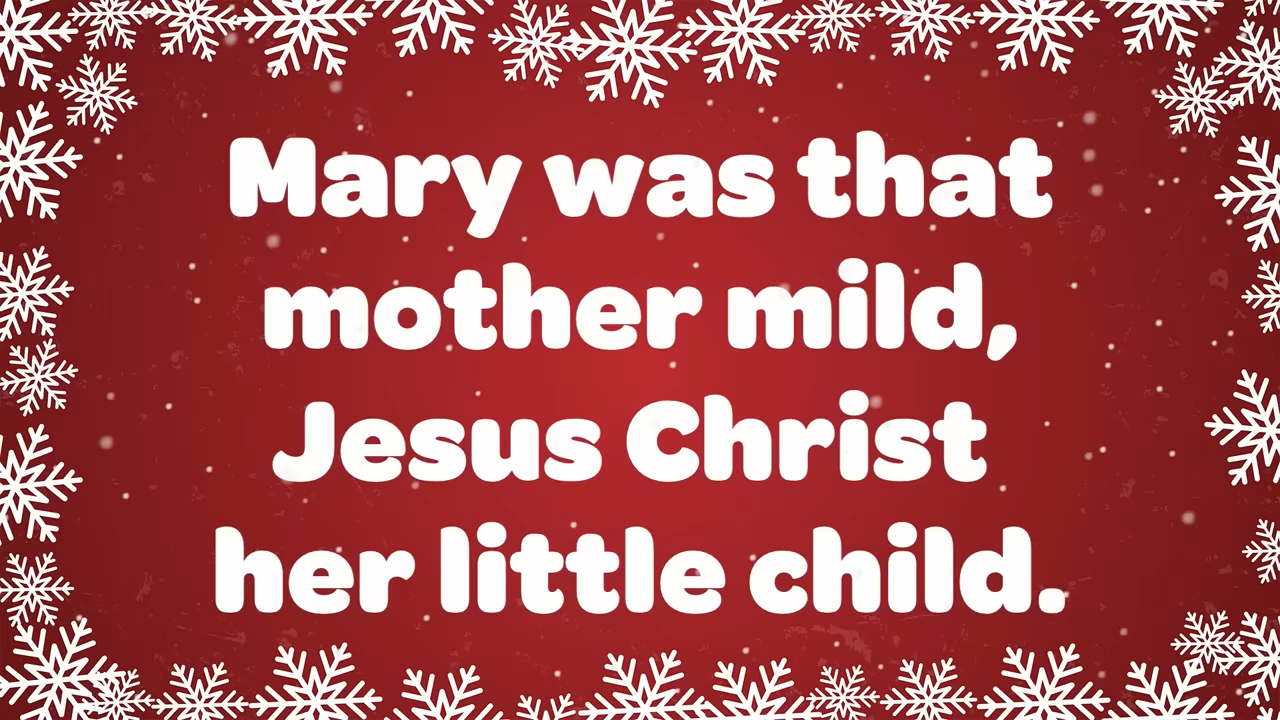 Mary was that
mother mild,
Jesus Christ
her little child.